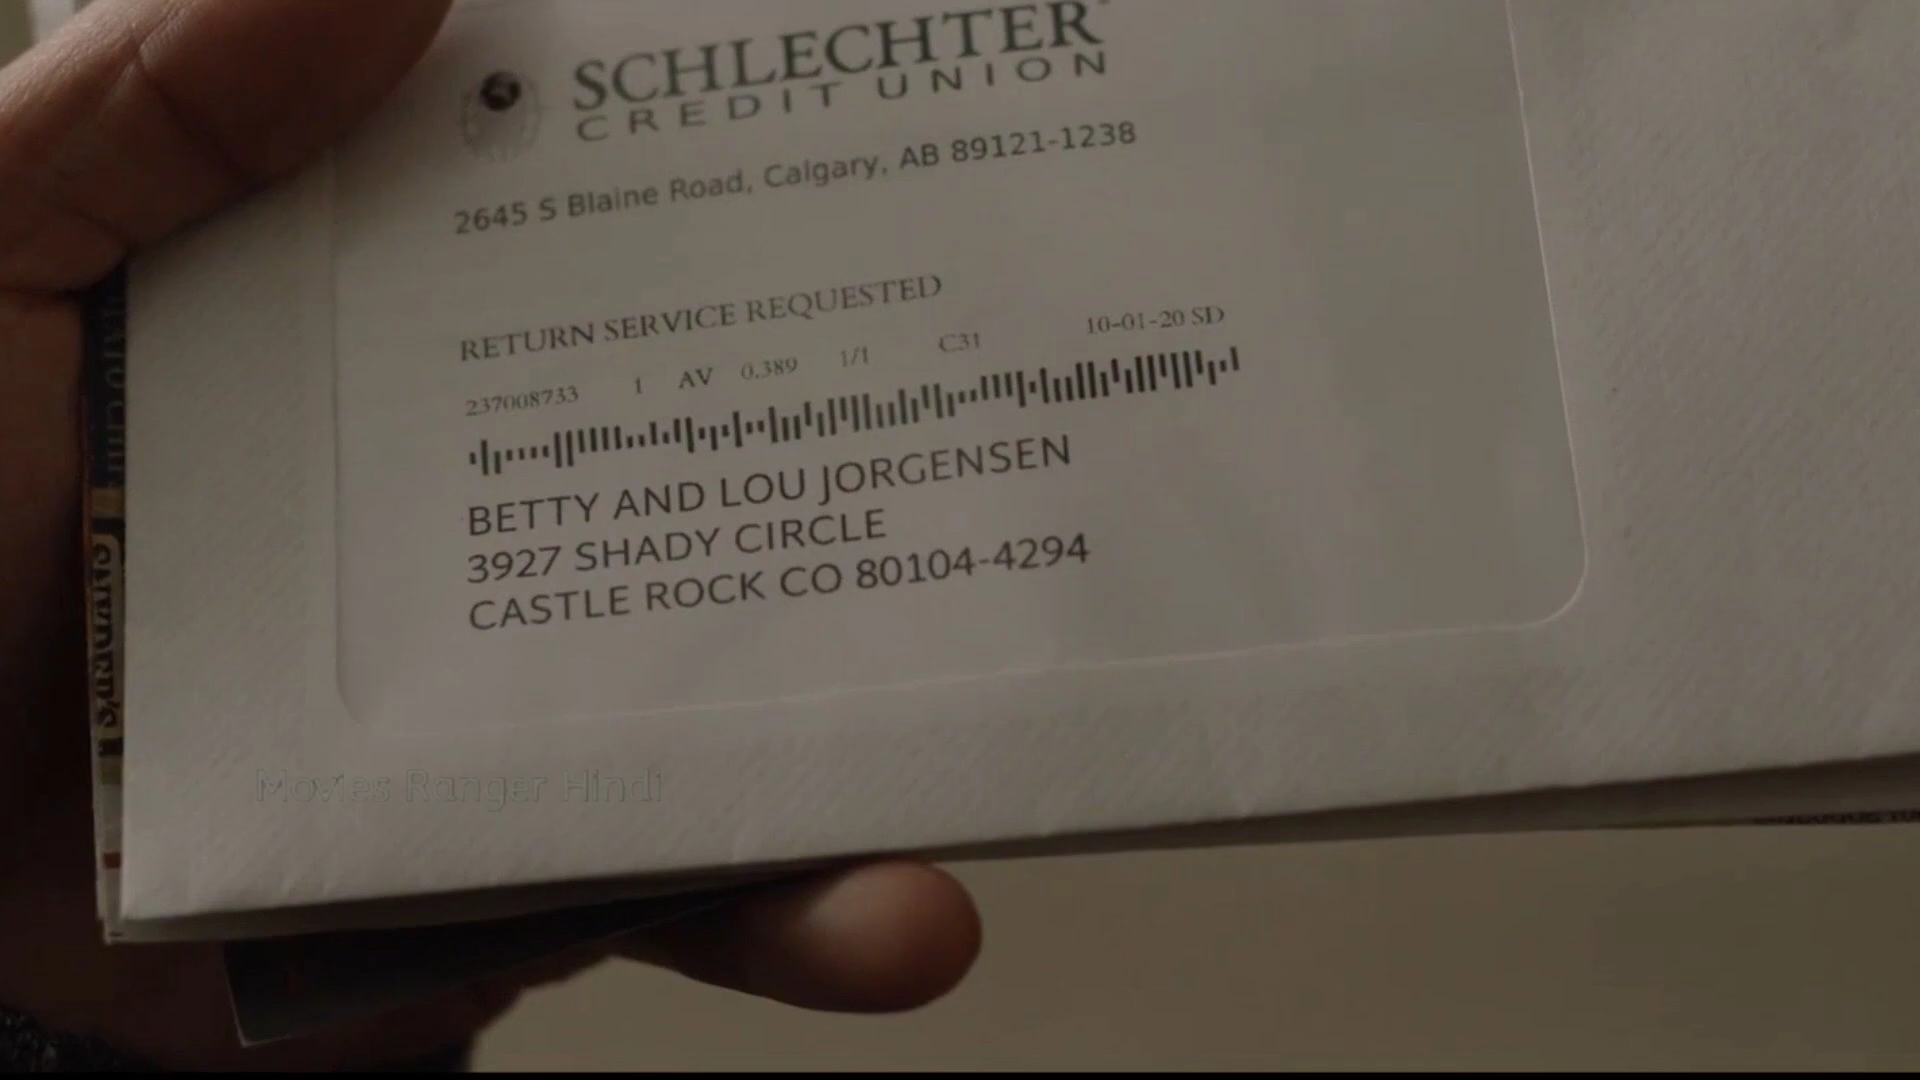 SCHLECHTER
CREDIT UNION
2645 S Blaine Road, Calgary, AB 89121-1238
RETURN SERVICE REQUESTED
237008733 1 AV 0.389 1/1 C31 10-01-20 SD
BETTY AND LOU JORGENSEN
3927 SHADY CIRCLE
CASTLE ROCK CO 80104-4294
Movies Ranger Hindi